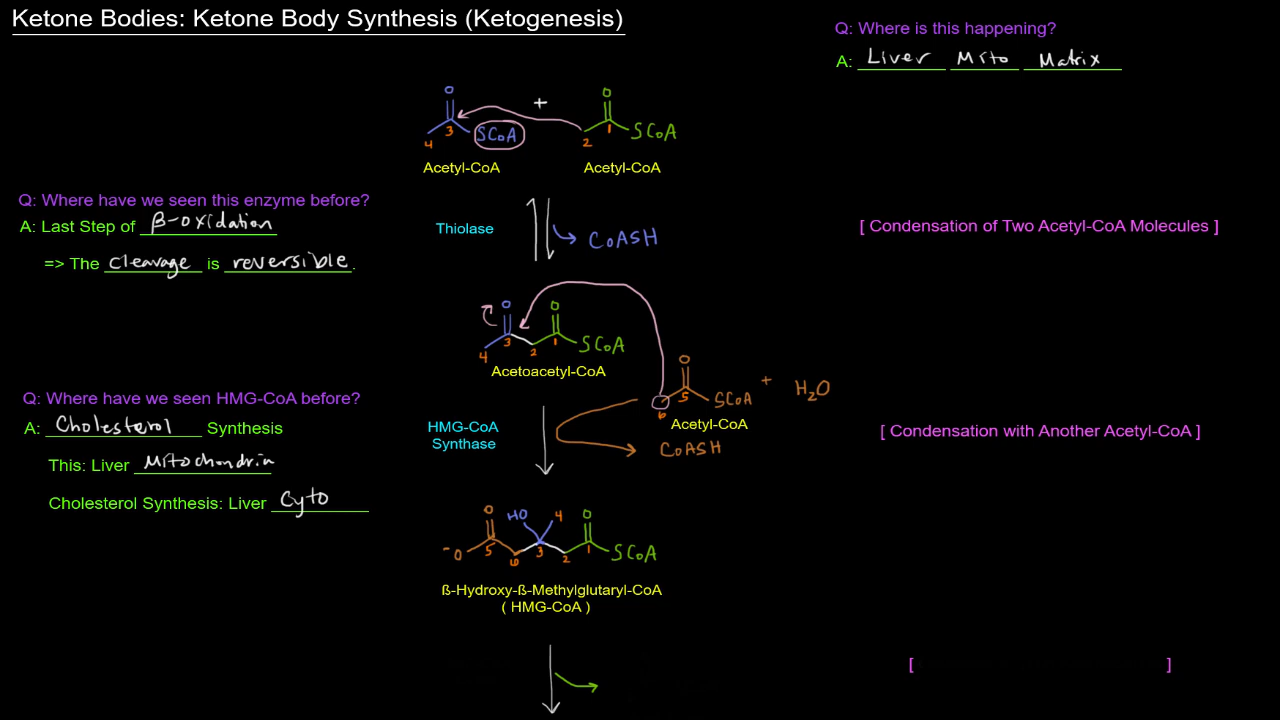 Ketone Bodies: Ketone Body Synthesis (Ketogenesis)
Q: Where is this happening?
A: Liver Mito Matrix
O + O
4 3 SCoA 2 1 SCoA
Acetyl-CoA Acetyl-CoA
Q: Where have we seen this enzyme before?
A: Last Step of β-oxidation
=> The cleavage is reversible.
Thiolase
CoASH
[ Condensation of Two Acetyl-CoA Molecules ]
O O
4 3 2 1 SCoA
Acetoacetyl-CoA
O
6 5 SCoA + H₂O
Acetyl-CoA
Q: Where have we seen HMG-CoA before?
A: Cholesterol Synthesis
This: Liver Mitochondria
Cholesterol Synthesis: Liver Cyto
HMG-CoA
Synthase
CoASH
[ Condensation with Another Acetyl-CoA ]
O HO 4 O
-O 5 6 3 2 1 SCoA
ß-Hydroxy-ß-Methylglutaryl-CoA
( HMG-CoA )
[ ]